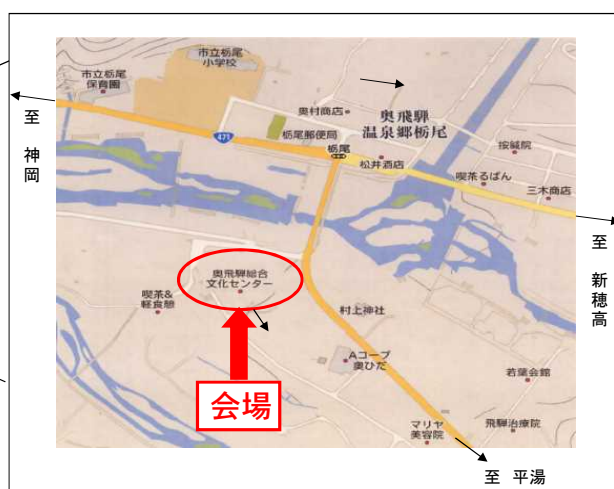 市立栃尾
小学校
市立栃尾
保育園
奥村商店
奥飛騨
温泉郷栃尾
至 神岡
471
栃尾郵便局
栃尾
松井酒店
按鍼院
喫茶るぱん
三木商店
至 新穂高
奥飛騨総合
文化センター
喫茶&
軽食憩
村上神社
Aコープ
奥ひだ
若葉会館
会場
マリヤ
美容院
飛騨治療院
至 平湯